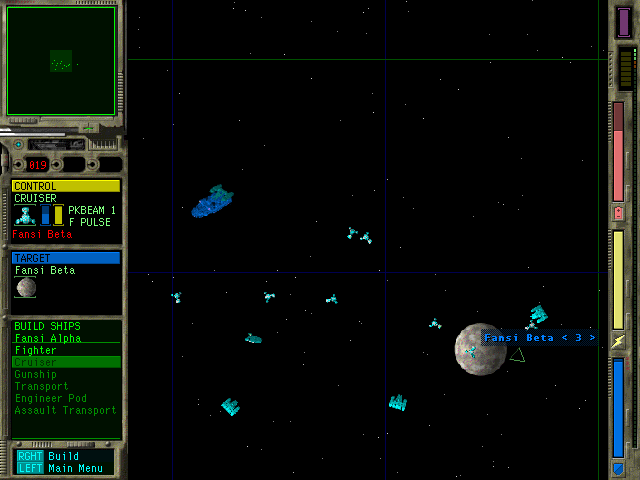 019
CONTROL
CRUISER
PKBEAM 1
F PULSE
Fansi Beta
TARGET
Fansi Beta
BUILD SHIPS
Fansi Alpha
Fighter
Cruiser
Gunship
Transport
Engineer Pod
Assault Transport
RGHT Build
LEFT Main Menu
Fansi Beta < 3 >